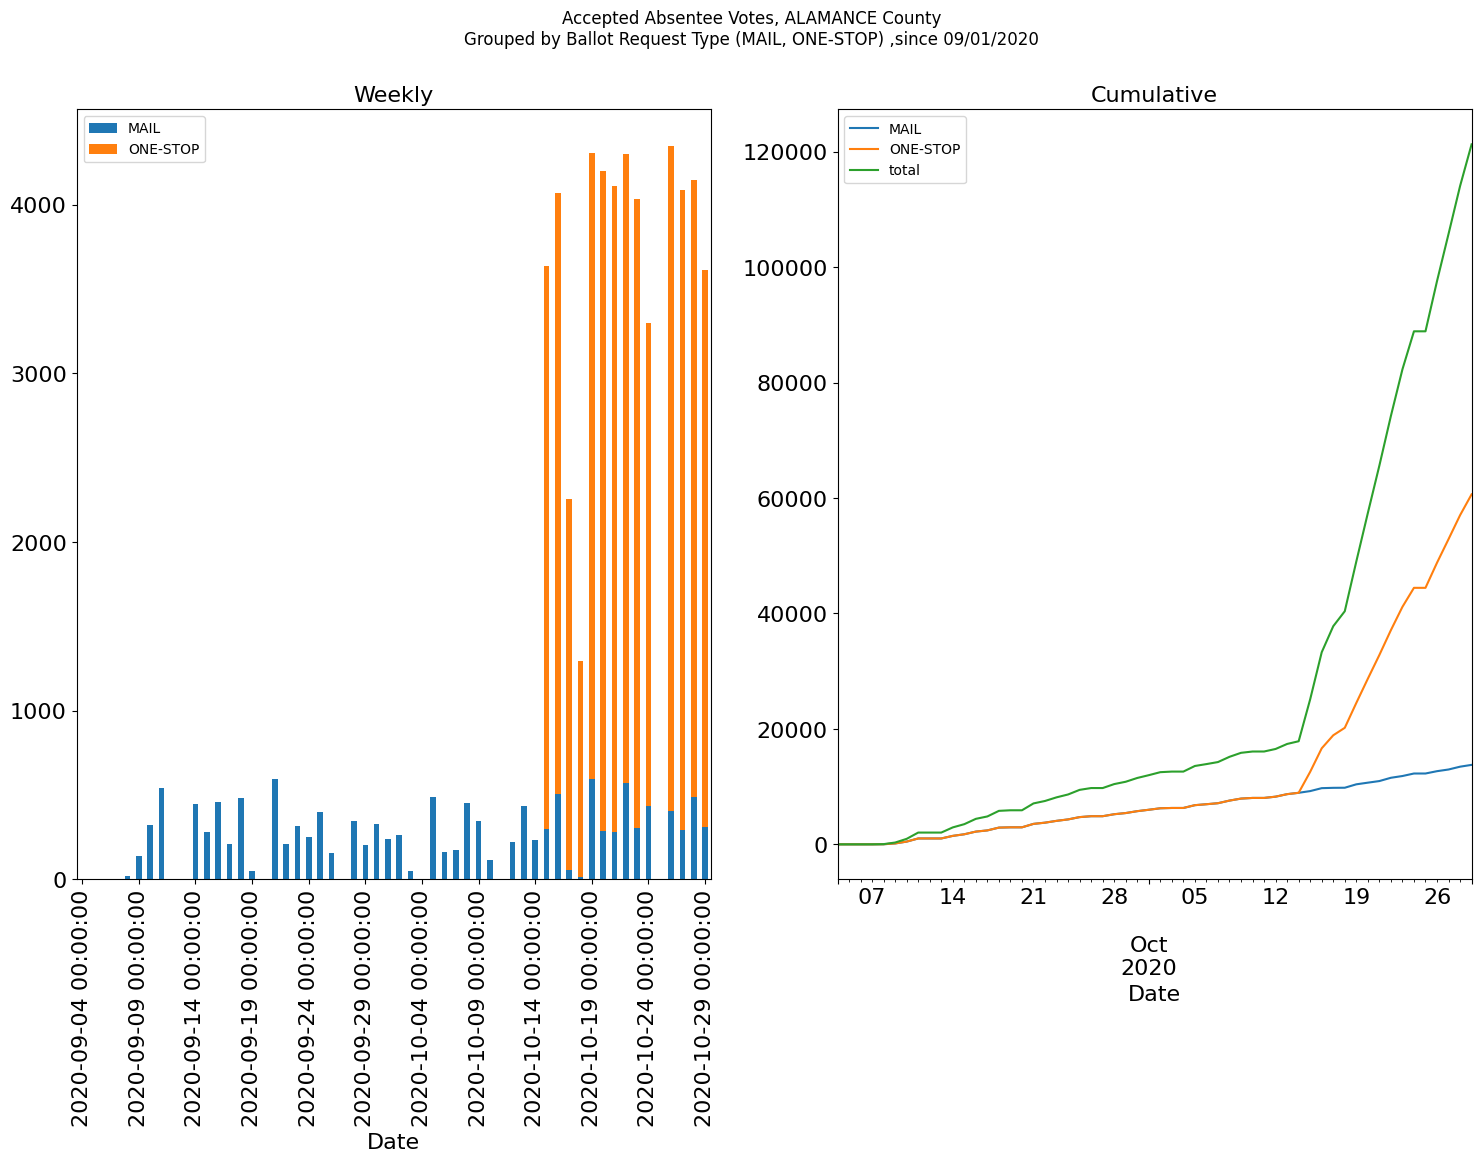 Accepted Absentee Votes, ALAMANCE County
Grouped by Ballot Request Type (MAIL, ONE-STOP) ,since 09/01/2020
Weekly
MAIL
ONE-STOP
4000
3000
2000
1000
0
2020-09-04 00:00:00
2020-09-09 00:00:00
2020-09-14 00:00:00
2020-09-19 00:00:00
2020-09-24 00:00:00
2020-09-29 00:00:00
2020-10-04 00:00:00
2020-10-09 00:00:00
2020-10-14 00:00:00
2020-10-19 00:00:00
2020-10-24 00:00:00
2020-10-29 00:00:00
Date
Cumulative
MAIL
ONE-STOP
total
120000
100000
80000
60000
40000
20000
0
07 14 21 28 05 12 19 26
Oct
2020
Date